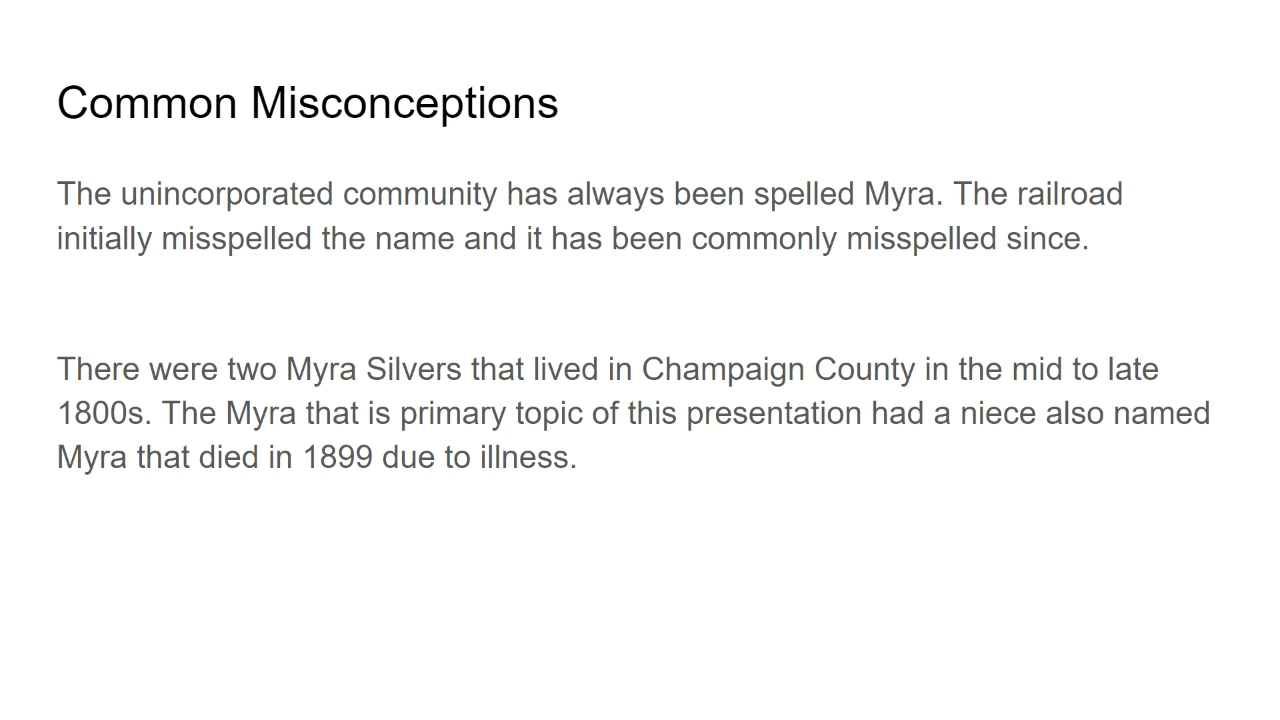 Common Misconceptions
The unincorporated community has always been spelled Myra. The railroad
initially misspelled the name and it has been commonly misspelled since.
There were two Myra Silvers that lived in Champaign County in the mid to late
1800s. The Myra that is primary topic of this presentation had a niece also named
Myra that died in 1899 due to illness.